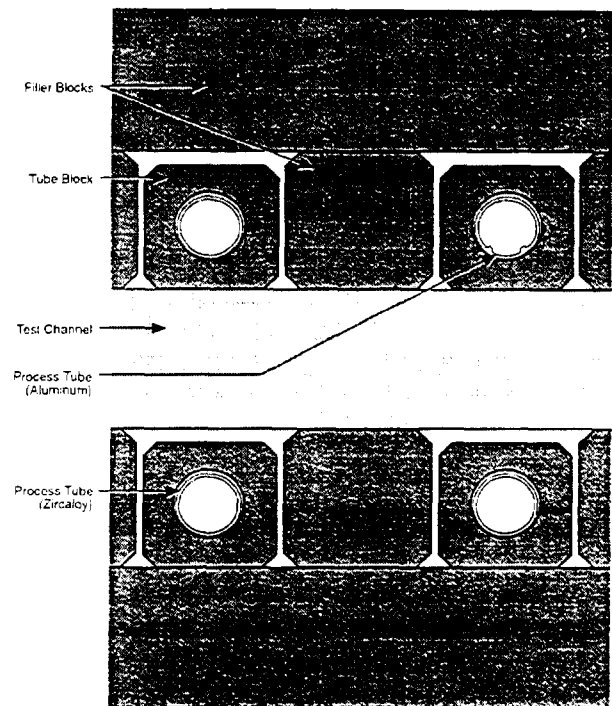 Filler Blocks
Tube Block
Test Channel
Process Tube
(Aluminum)
Process Tube
(Zircaloy)